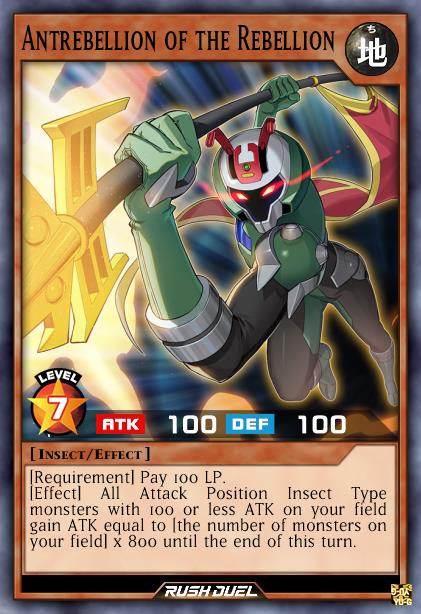 Antrebellion of the Rebellion
ち
地
LEVEL
7
ATK 100 DEF 100
[Insect/Effect]
[Requirement] Pay 100 LP.
[Effect] All Attack Position Insect Type
monsters with 100 or less ATK on your field
gain ATK equal to [the number of monsters on
your field] x 800 until the end of this turn.
RUSH DUEL